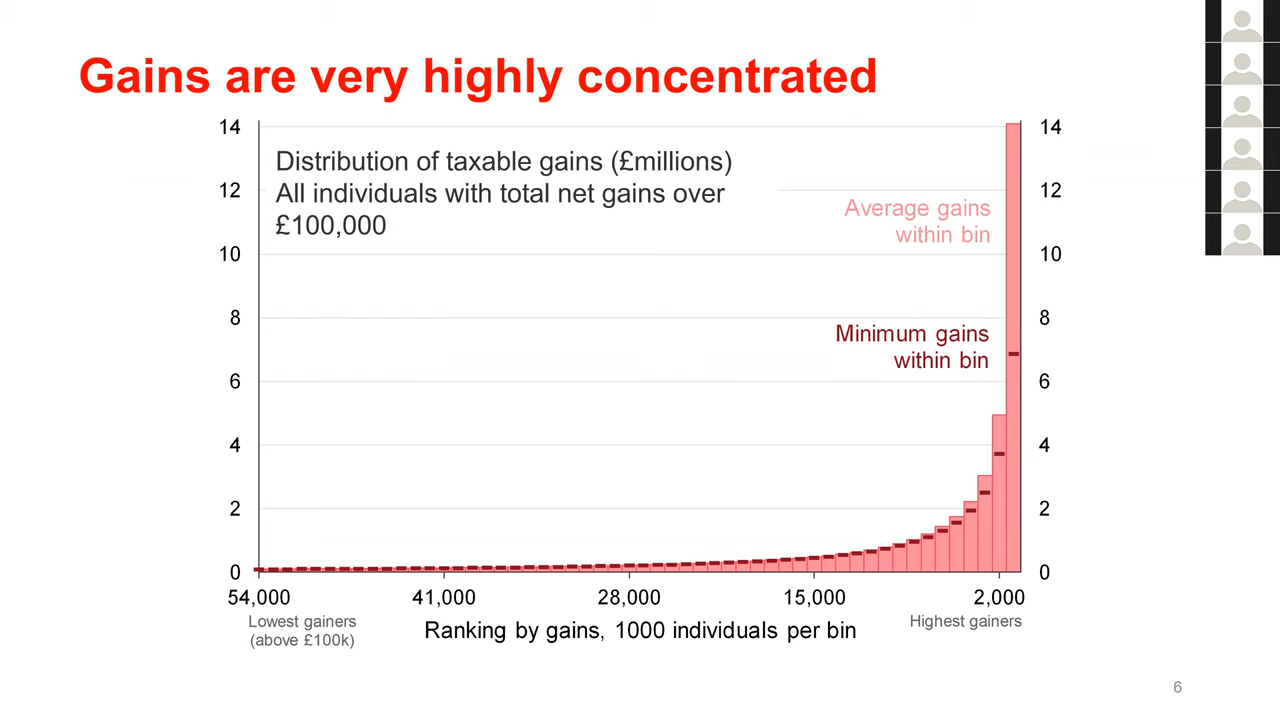 Gains are very highly concentrated
Distribution of taxable gains (£millions)
All individuals with total net gains over
£100,000
Average gains
within bin
Minimum gains
within bin
14
12
10
8
6
4
2
0
14
12
10
8
6
4
2
0
54,000
41,000
28,000
15,000
2,000
Lowest gainers
(above £100k)
Ranking by gains, 1000 individuals per bin
Highest gainers
6